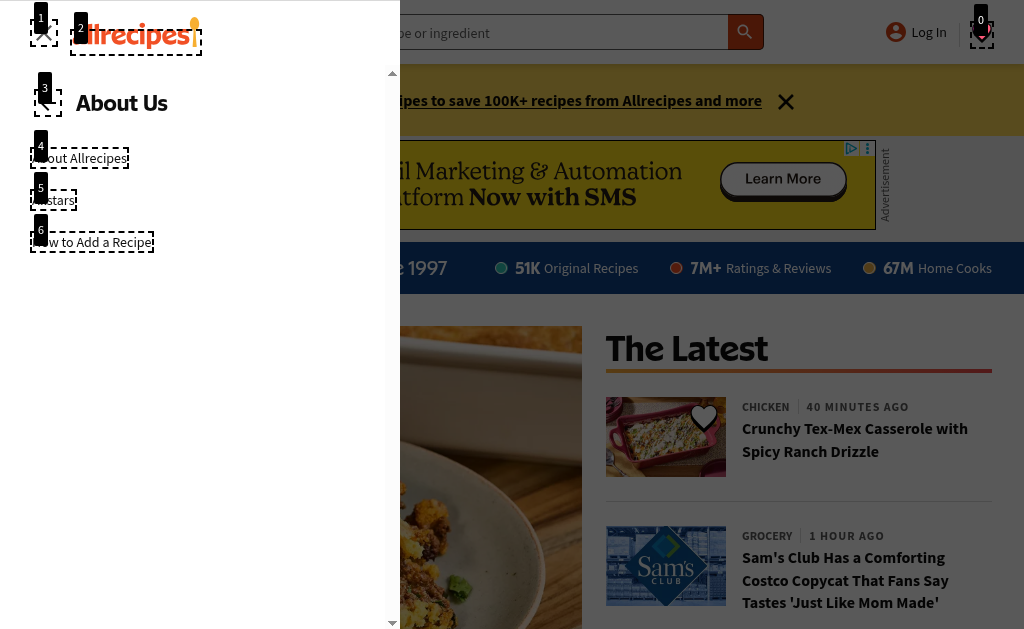 1
2
Allrecipes
3
About Us
4
About Allrecipes
5
Allstars
6
How to Add a Recipe
0
pe or ingredient
Log In
ipes to save 100K+ recipes from Allrecipes and more
il Marketing & Automation
tform Now with SMS
Learn More
Advertisement
e 1997
51K Original Recipes
7M+ Ratings & Reviews
67M Home Cooks
The Latest
CHICKEN
40 MINUTES AGO
Crunchy Tex-Mex Casserole with
Spicy Ranch Drizzle
GROCERY
1 HOUR AGO
Sam's Club Has a Comforting
Costco Copycat That Fans Say
Tastes 'Just Like Mom Made'
Sam's
CLUB